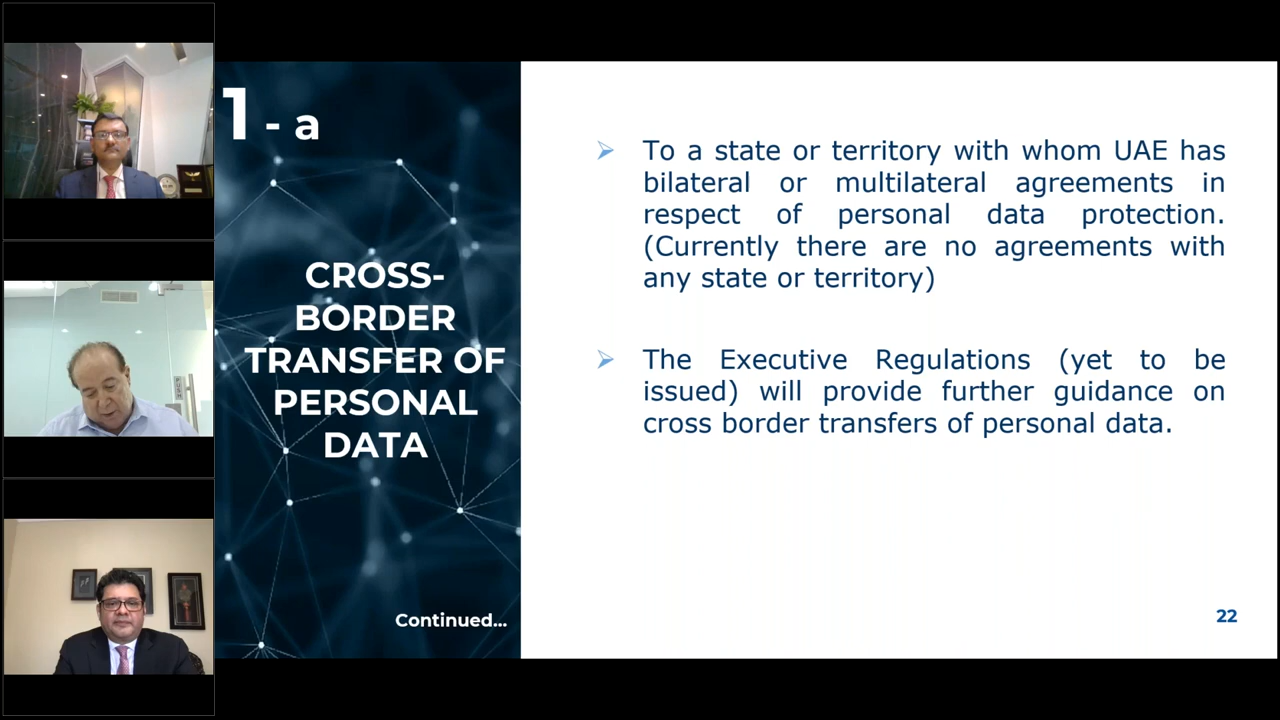 1 - a
CROSS-
BORDER
TRANSFER OF
PERSONAL
DATA
Continued...
To a state or territory with whom UAE has
bilateral or multilateral agreements in
respect of personal data protection.
(Currently there are no agreements with
any state or territory)
The Executive Regulations (yet to be
issued) will provide further guidance on
cross border transfers of personal data.
22
PUSH